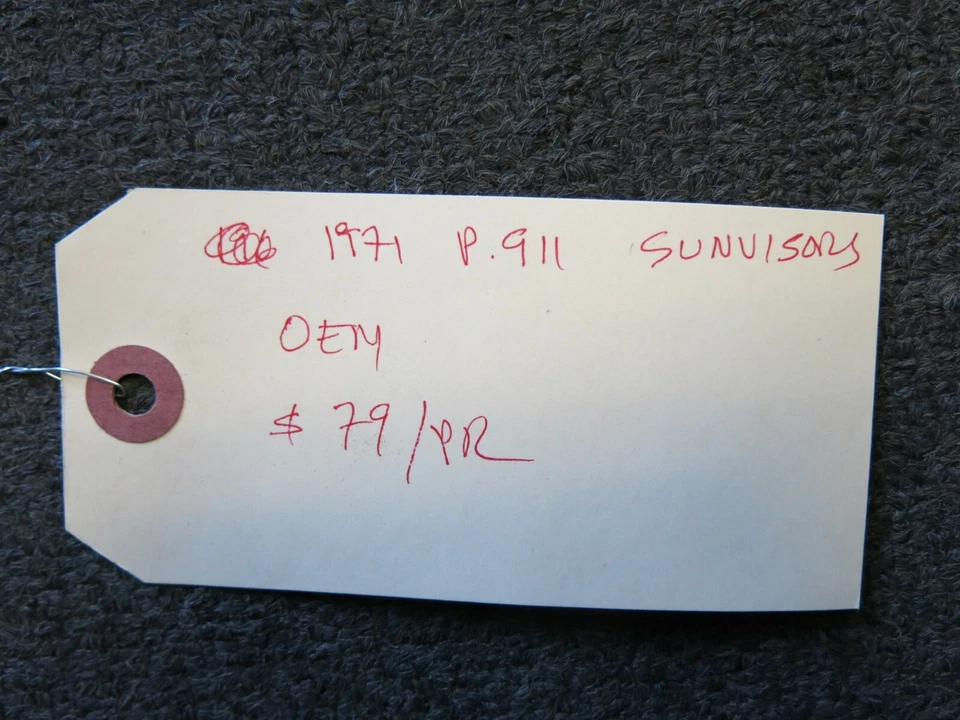 1971 P.911 SUNVISORS
OEM
$ 79/PR